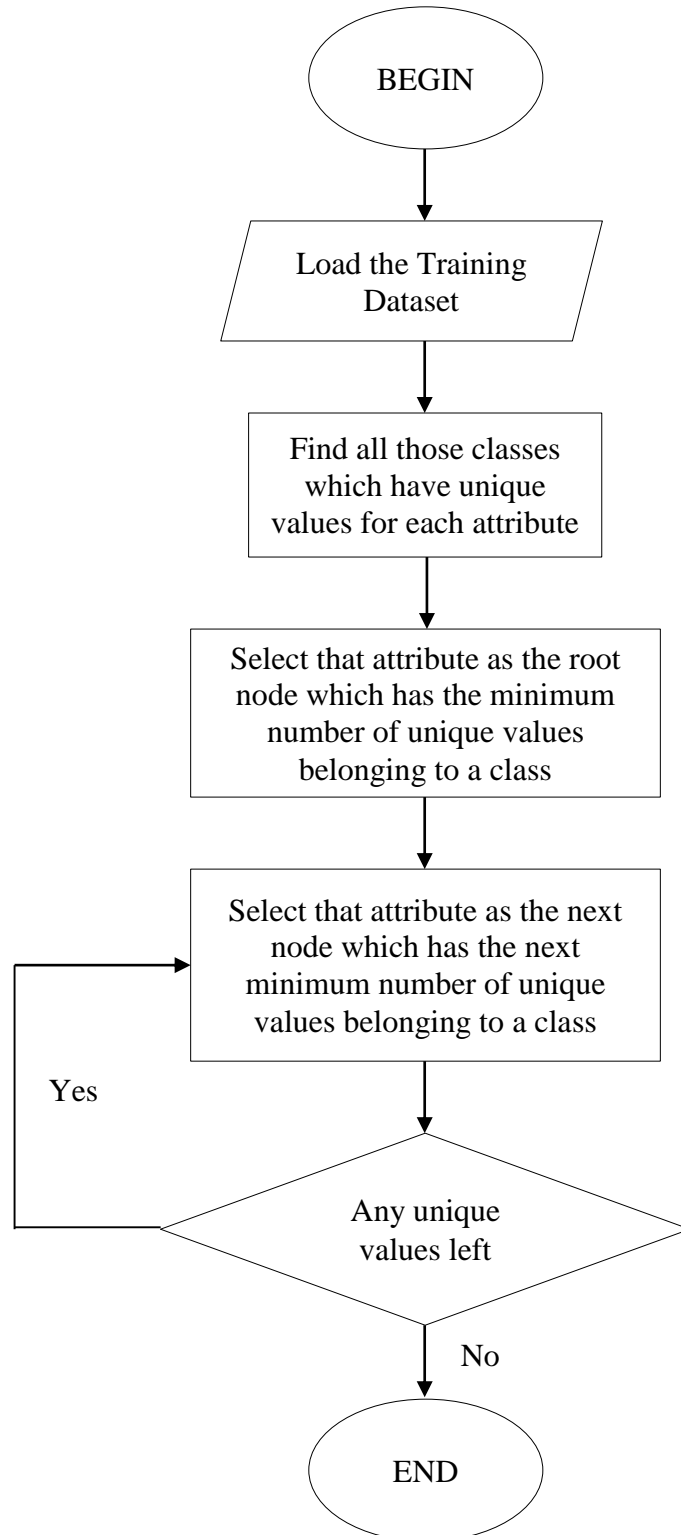 BEGIN
Load the Training
Dataset
Find all those classes
which have unique
values for each attribute
Select that attribute as the root
node which has the minimum
number of unique values
belonging to a class
Select that attribute as the next
node which has the next
minimum number of unique
values belonging to a class
Yes
Any unique
values left
No
END